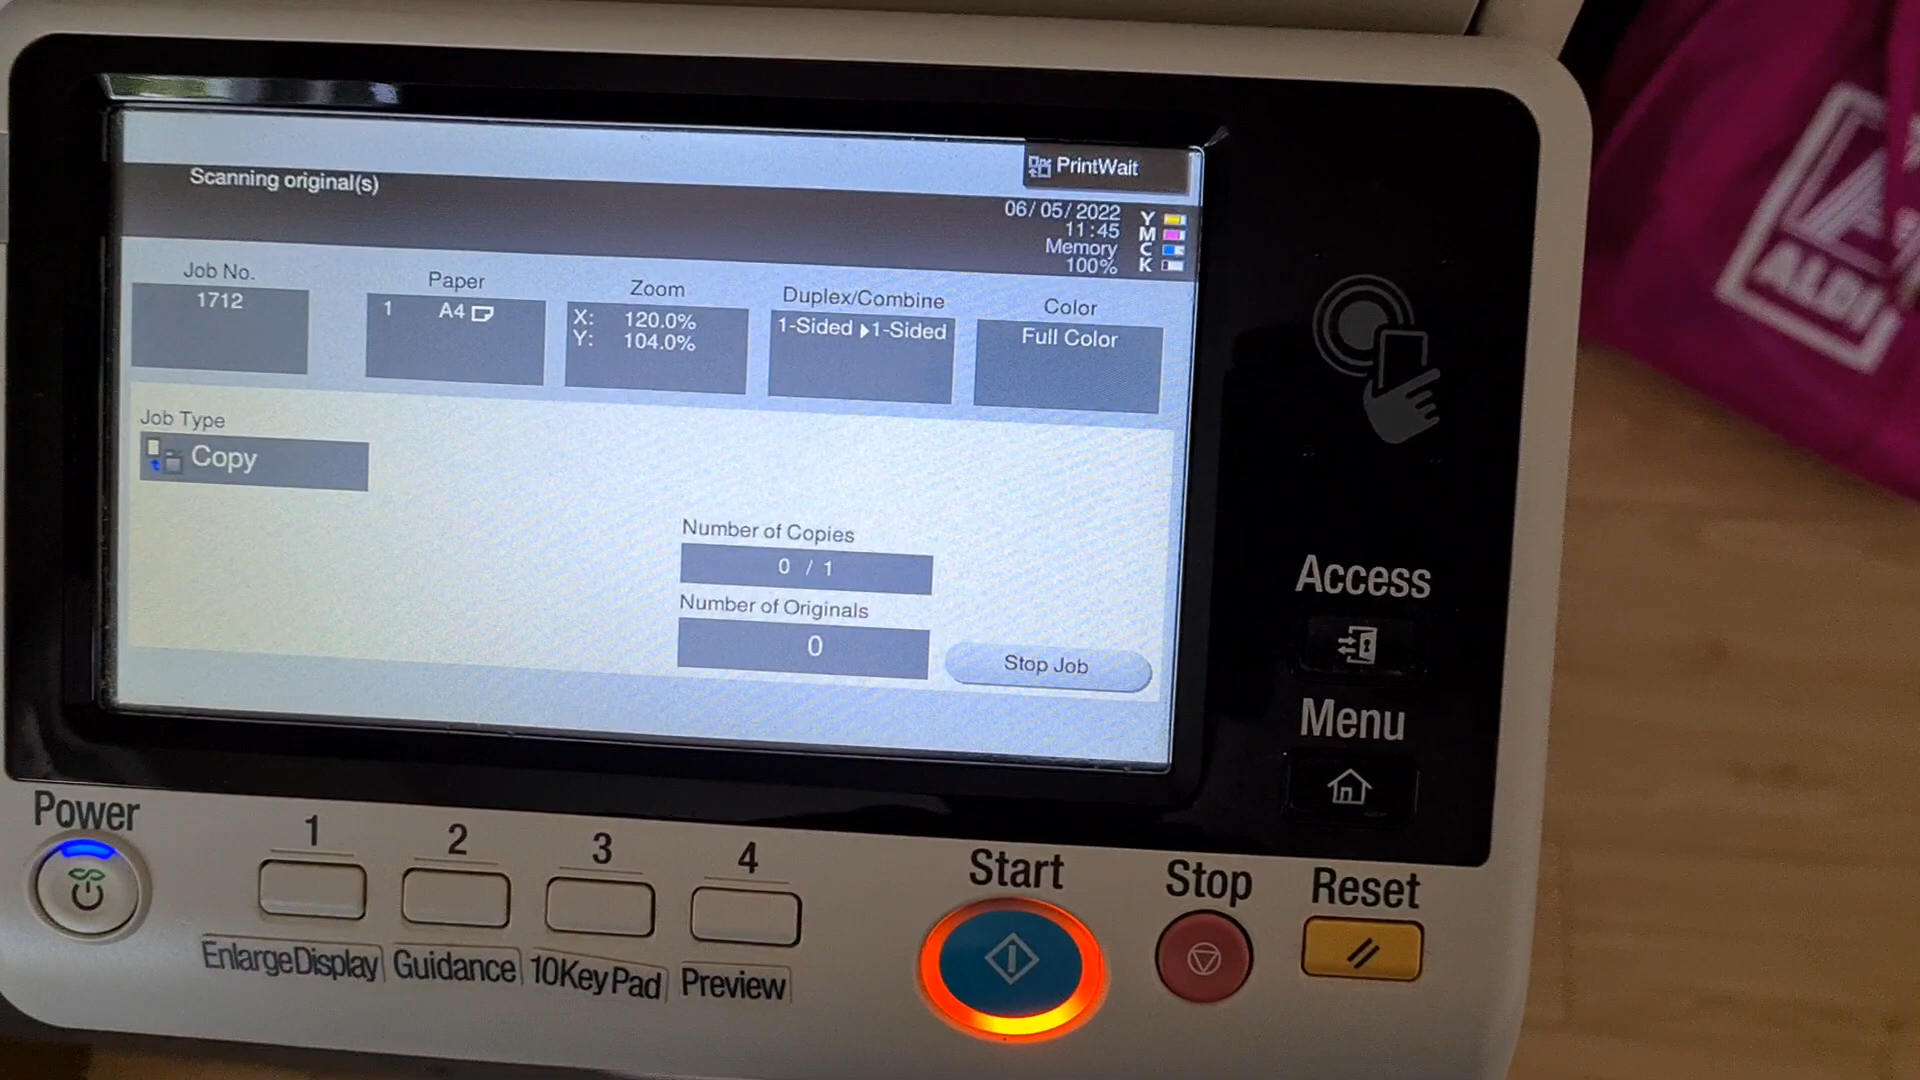 PrintWait
Scanning original(s)
06/05/2022
11:45
Memory
100%
Y
M
C
K
Job No.
1712
Paper
1 A4
Zoom
X: 120.0%
Y: 104.0%
Duplex/Combine
1-Sided ▶1-Sided
Color
Full Color
Job Type
Copy
Number of Copies
0 / 1
Number of Originals
0
Stop Job
Access
Menu
Power
1
2
3
4
Enlarge Display
Guidance
10 Key Pad
Preview
Start
Stop
Reset
ALDI